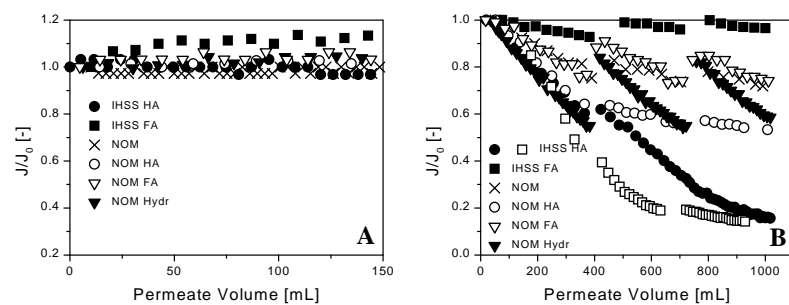 1.2
1.0
0.8
0.6
0.4
0.2
J/J0 [-]
IHSS HA
IHSS FA
NOM
NOM HA
NOM FA
NOM Hydr
A
0 50 100 150
Permeate Volume [mL]
1.0
0.8
0.6
0.4
0.2
0.0
J/J0 [-]
IHSS HA
IHSS FA
NOM
NOM HA
NOM FA
NOM Hydr
B
0 200 400 600 800 1000
Permeate Volume [mL]